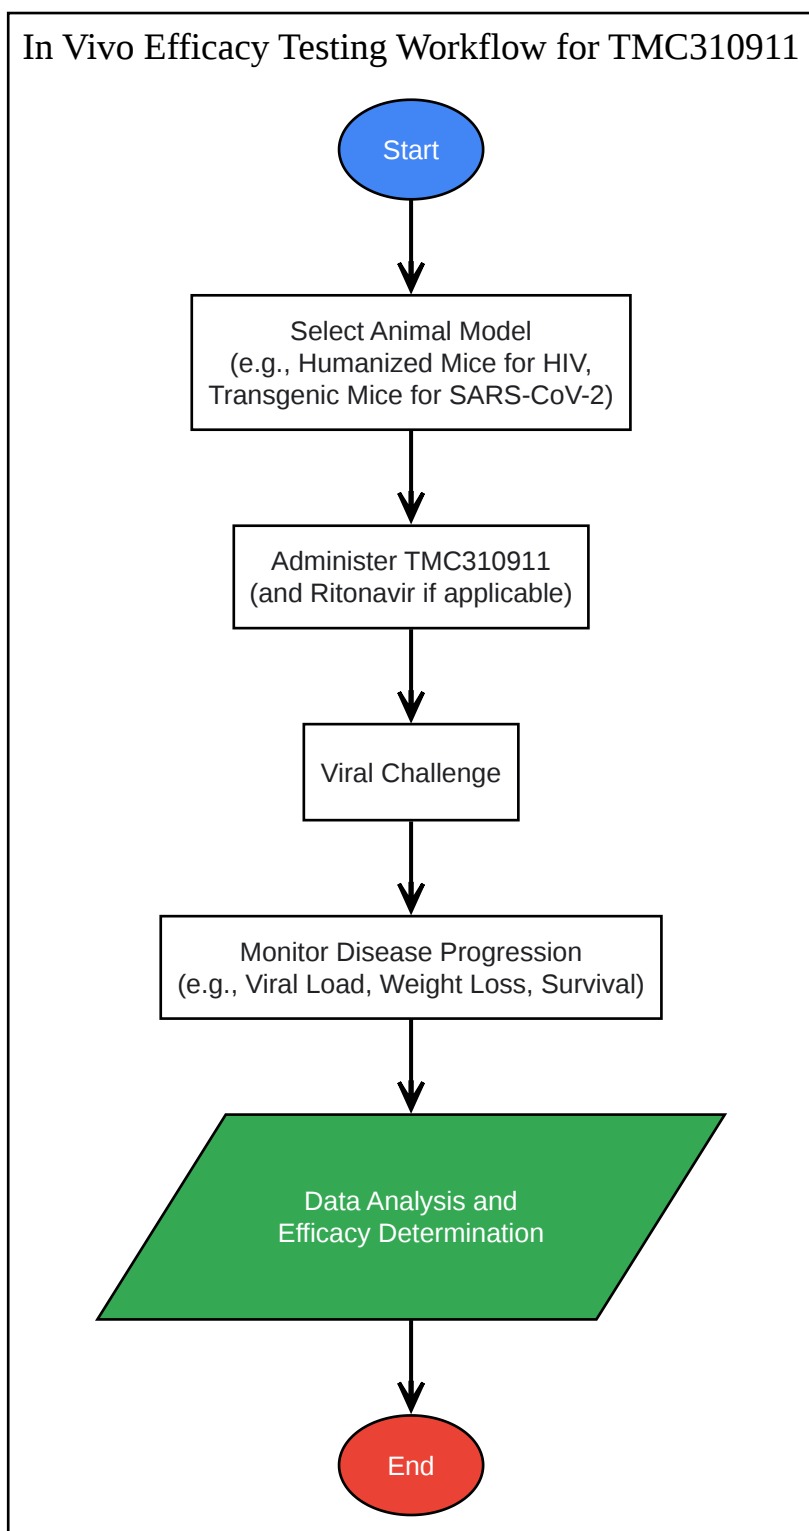 In Vivo Efficacy Testing Workflow for TMC310911
Start
Select Animal Model
(e.g., Humanized Mice for HIV,
Transgenic Mice for SARS-CoV-2)
Administer TMC310911
(and Ritonavir if applicable)
Viral Challenge
Monitor Disease Progression
(e.g., Viral Load, Weight Loss, Survival)
Data Analysis and
Efficacy Determination
End